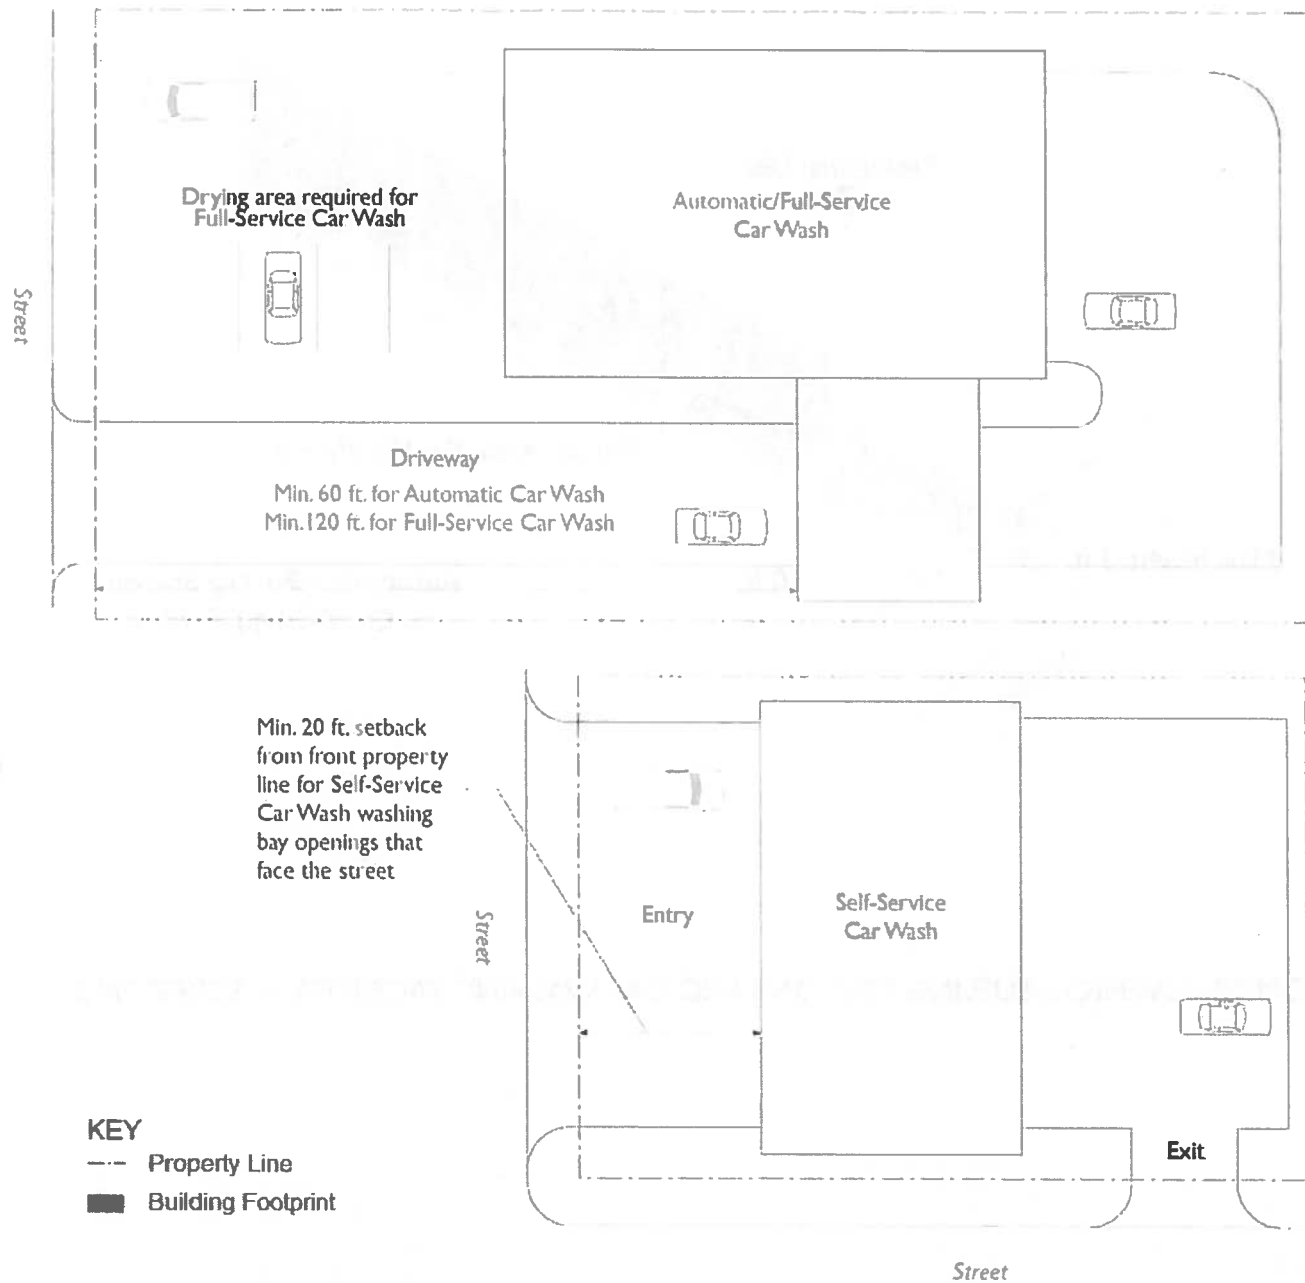 Drying area required for
Full-Service Car Wash
Automatic/Full-Service
Car Wash
Street
Driveway
Min. 60 ft. for Automatic Car Wash
Min. 120 ft. for Full-Service Car Wash
Min. 20 ft. setback
from front property
line for Self-Service
Car Wash washing
bay openings that
face the street
Street
Entry
Self-Service
Car Wash
Exit
KEY
Property Line
Building Footprint
Street